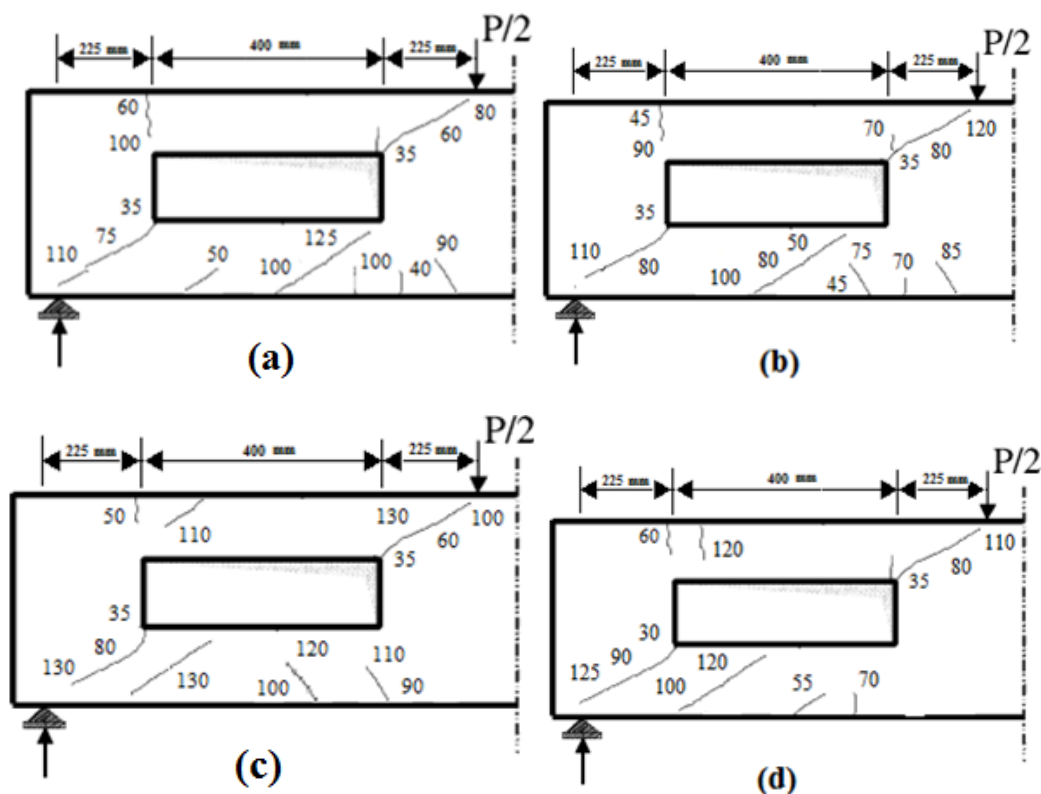 225 mm 400 mm 225 mm
P/2
60 80
60
100 35
35
75 125 90
110 50 100 100 40
(a)
225 mm 400 mm 225 mm
P/2
45 70 120
90 35 80
35
110 80 50 75 85
100 80 45 70
(b)
225 mm 400 mm 225 mm
P/2
50 130 100
110 60
35
35
80 120 110
130 130 100 90
(c)
225 mm 400 mm 225 mm
P/2
60 120 110
35 80
30
90 120
125 100 55 70
(d)